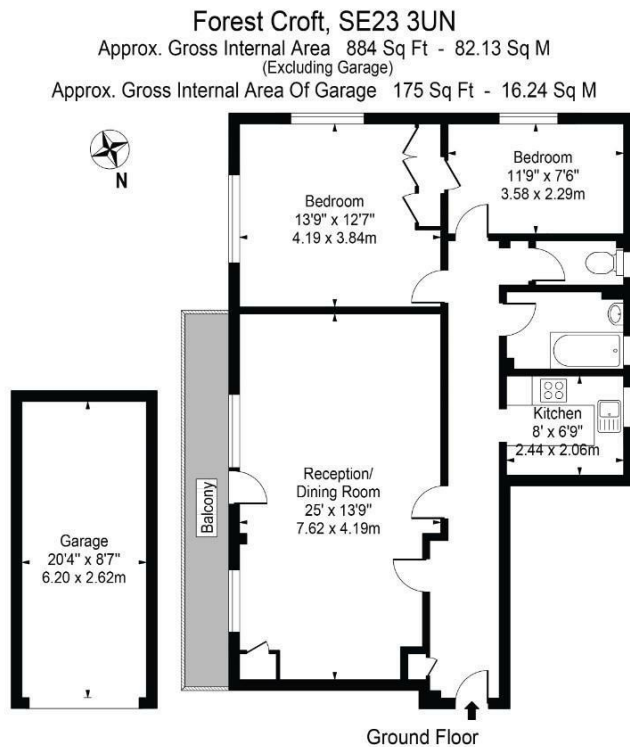 Forest Croft, SE23 3UN
Approx. Gross Internal Area 884 Sq Ft - 82.13 Sq M
(Excluding Garage)
Approx. Gross Internal Area Of Garage 175 Sq Ft - 16.24 Sq M
N
Bedroom
13'9" x 12'7"
4.19 x 3.84m
Bedroom
11'9" x 7'6"
3.58 x 2.29m
Kitchen
8' x 6'9"
2.44 x 2.06m
Reception/
Dining Room
25' x 13'9"
7.62 x 4.19m
Balcony
Garage
20'4" x 8'7"
6.20 x 2.62m
Ground Floor